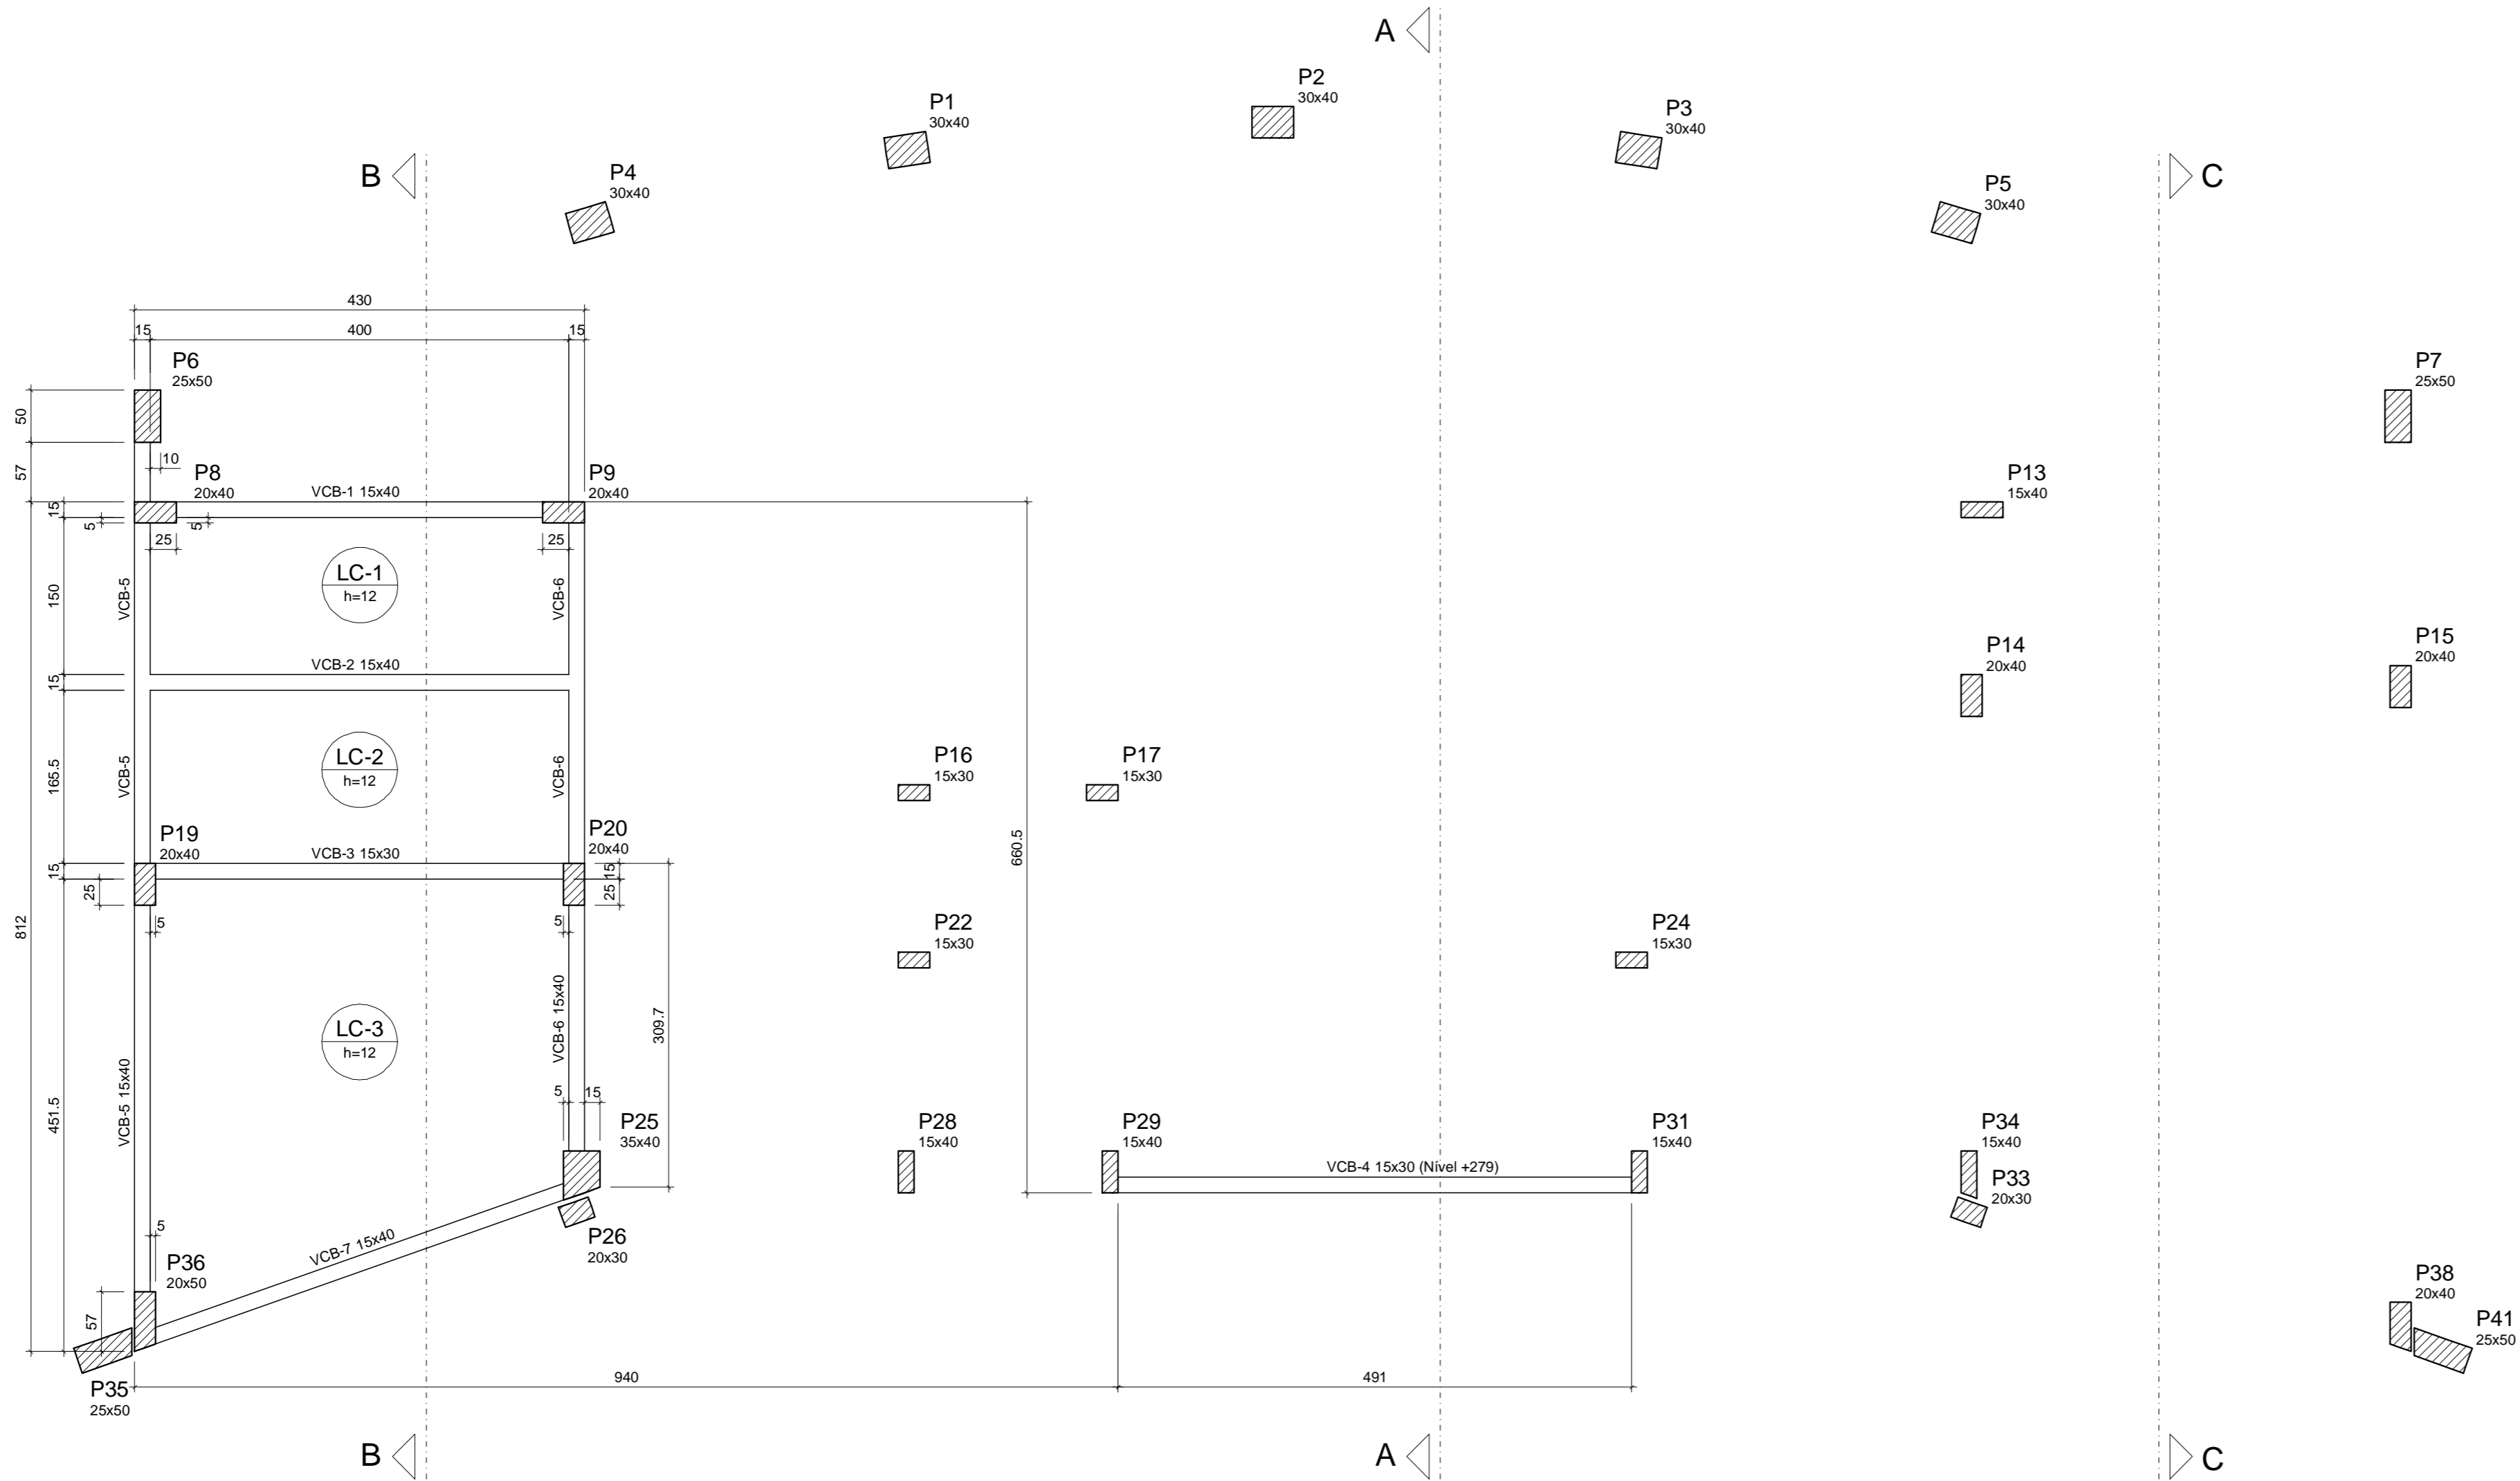 A
P2
30x40
P1
30x40
P3
30x40
B
P4
30x40
P5
30x40
C
430
15
400
15
P6
25x50
P7
25x50
50
57
10
P8
20x40
VCB-1 15x40
P9
20x40
P13
15x40
15
5
5
25
25
LC-1
h=12
VCB-5
VCB-6
150
VCB-2 15x40
P14
20x40
P15
20x40
15
LC-2
h=12
VCB-5
VCB-6
165.5
P16
15x30
P17
15x30
660.5
P19
20x40
VCB-3 15x30
P20
20x40
15
25
15
25
5
5
812
P22
15x30
P24
15x30
LC-3
h=12
VCB-6 15x40
309.7
VCB-5 15x40
451.5
5
15
P25
35x40
P28
15x40
P29
15x40
VCB-4 15x30 (Nível +279)
P31
15x40
P34
15x40
P33
20x30
P26
20x30
VCB-7 15x40
5
P36
20x50
57
P38
20x40
P41
25x50
P35
25x50
940
491
B
A
C